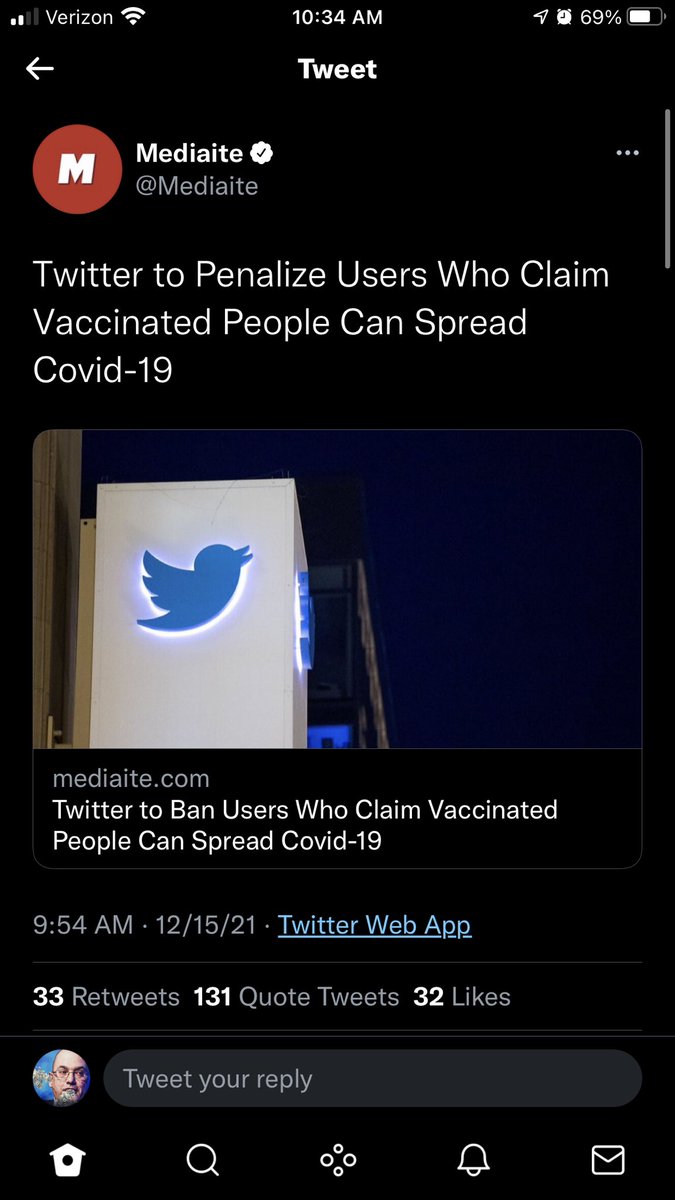 Verizon 10:34 AM 69%
Tweet
Mediaite
@Mediaite
Twitter to Penalize Users Who Claim
Vaccinated People Can Spread
Covid-19
mediaite.com
Twitter to Ban Users Who Claim Vaccinated
People Can Spread Covid-19
9:54 AM · 12/15/21 · Twitter Web App
33 Retweets 131 Quote Tweets 32 Likes
Tweet your reply